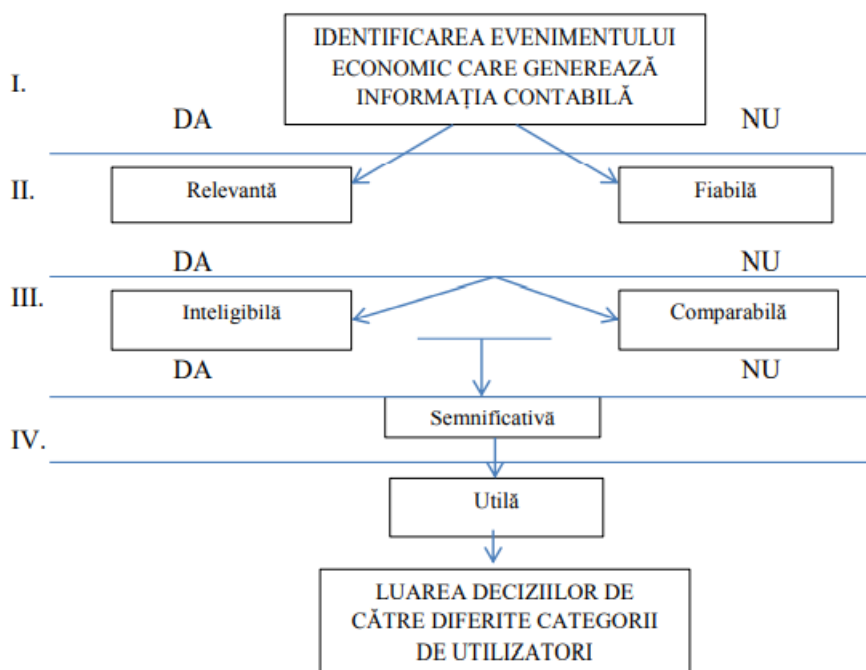 IDENTIFICAREA EVENIMENTULUI
ECONOMIC CARE GENEREAZĂ
INFORMAȚIA CONTABILĂ
I.
DA
NU
II.
Relevantă
Fiabilă
DA
NU
III.
Inteligibilă
Comparabilă
DA
NU
Semnificativă
IV.
Utilă
LUAREA DECIZIILOR DE
CĂTRE DIFERITE CATEGORII
DE UTILIZATORI